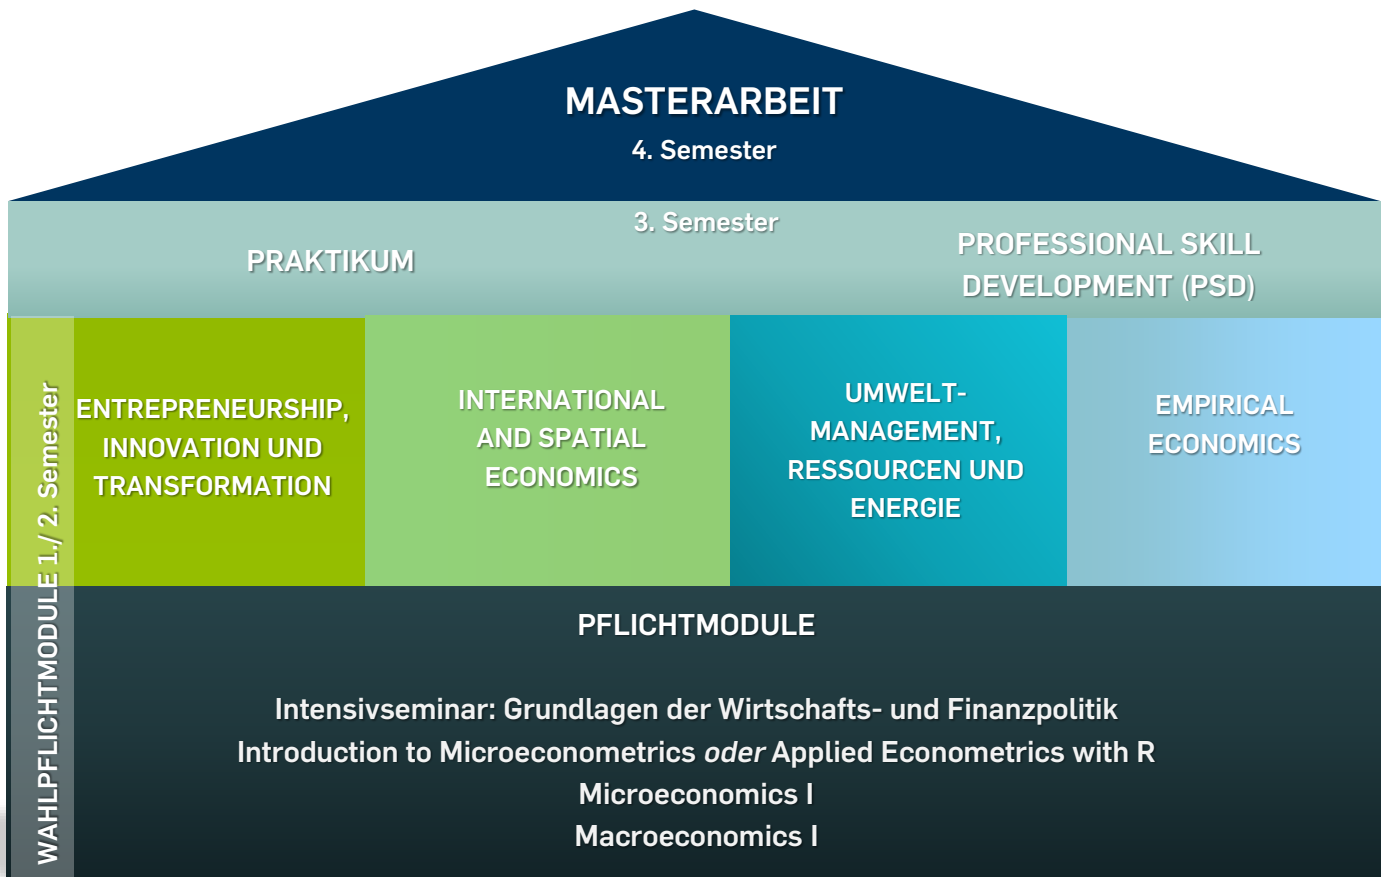 MASTERARBEIT
4. Semester
3. Semester
PRAKTIKUM
PROFESSIONAL SKILL
DEVELOPMENT (PSD)
WAHLPFLICHTMODULE 1./ 2. Semester
ENTREPRENEURSHIP,
INNOVATION UND
TRANSFORMATION
INTERNATIONAL
AND SPATIAL
ECONOMICS
UMWELT-
MANAGEMENT,
RESSOURCEN UND
ENERGIE
EMPIRICAL
ECONOMICS
PFLICHTMODULE
Intensivseminar: Grundlagen der Wirtschafts- und Finanzpolitik
Introduction to Microeconometrics oder Applied Econometrics with R
Microeconomics I
Macroeconomics I